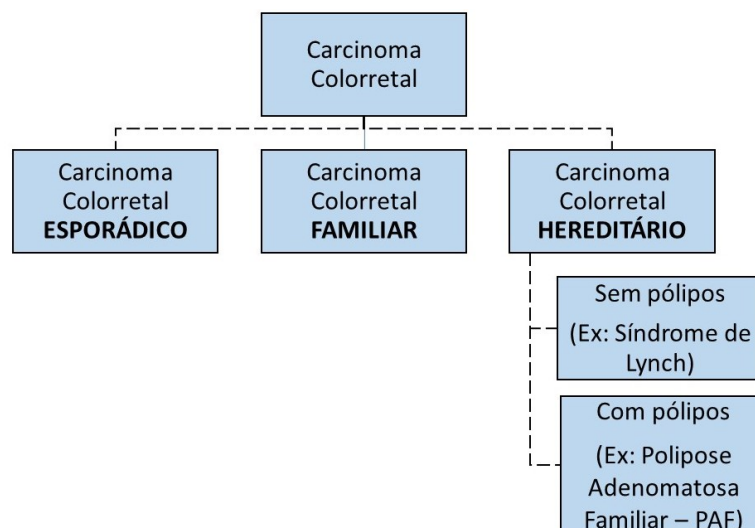 Carcinoma
Colorretal
Carcinoma
Colorretal
ESPORÁDICO
Carcinoma
Colorretal
FAMILIAR
Carcinoma
Colorretal
HEREDITÁRIO
Sem pólipos
(Ex: Síndrome de
Lynch)
Com pólipos
(Ex: Polipose
Adenomatosa
Familiar – PAF)